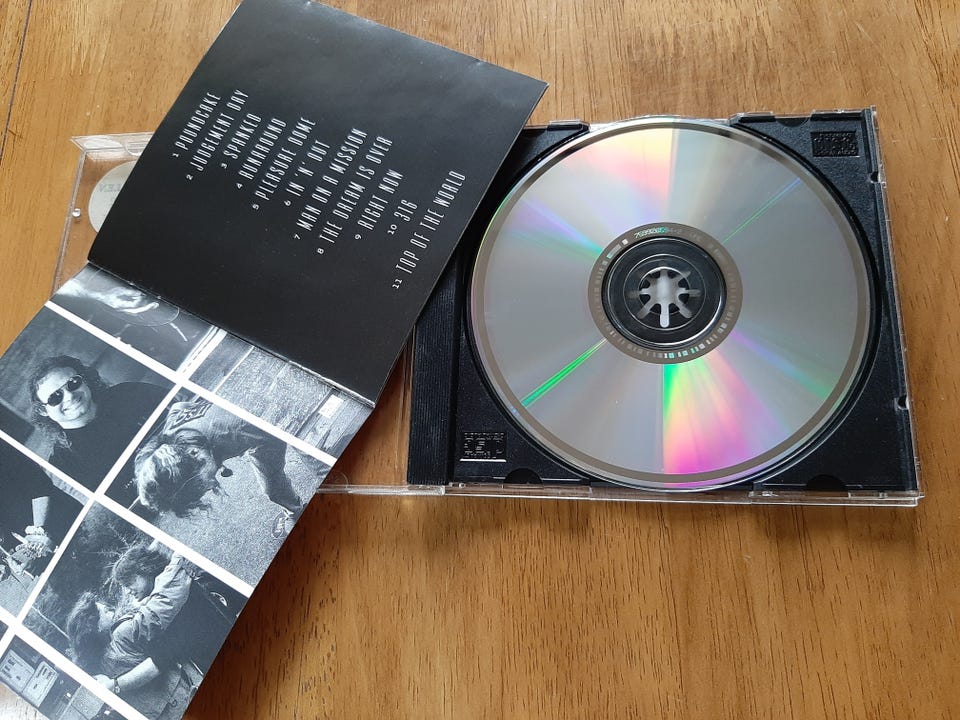 1 POUNDCAKE
2 JUDGEMENT DAY
3 SPANKED
4 RUNAROUND
5 PLEASURE DOME
6 IN 'N' OUT
7 MAN ON A MISSION
8 THE DREAM IS OVER
9 RIGHT NOW
10 316
11 TOP OF THE WORLD